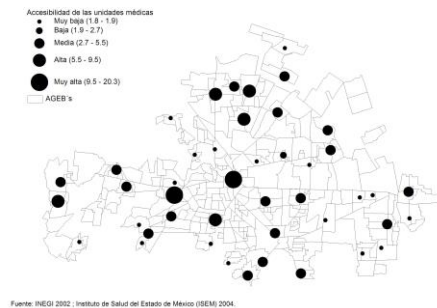 Accesibilidad de las unidades médicas
Muy baja (1.8 - 1.9)
Baja (1.9 - 2.7)
Media (2.7 - 5.5)
Alta (5.5 - 9.5)
Muy alta (9.5 - 20.3)
AGEB´s
Fuente: INEGI 2002 ; Instituto de Salud del Estado de México (ISEM) 2004.